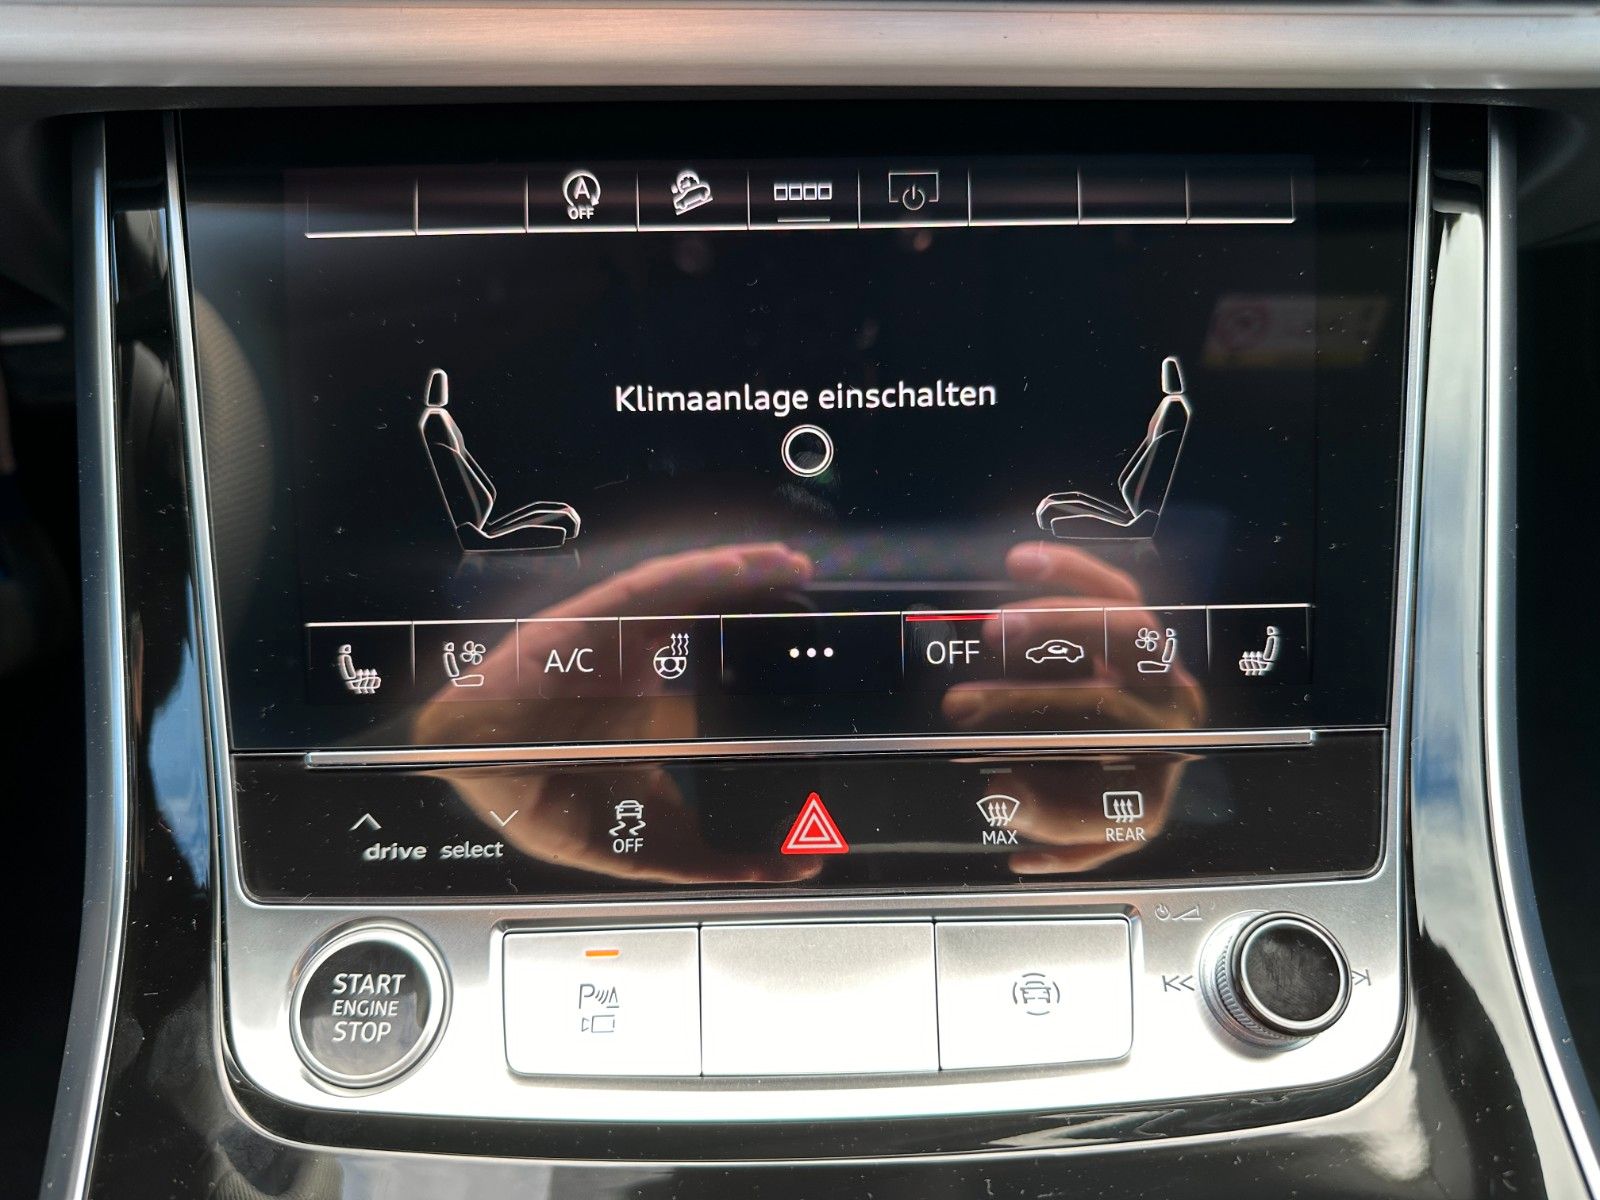 A
OFF
Klimaanlage einschalten
A/C
OFF
drive select
OFF
MAX
REAR
START
ENGINE
STOP
P